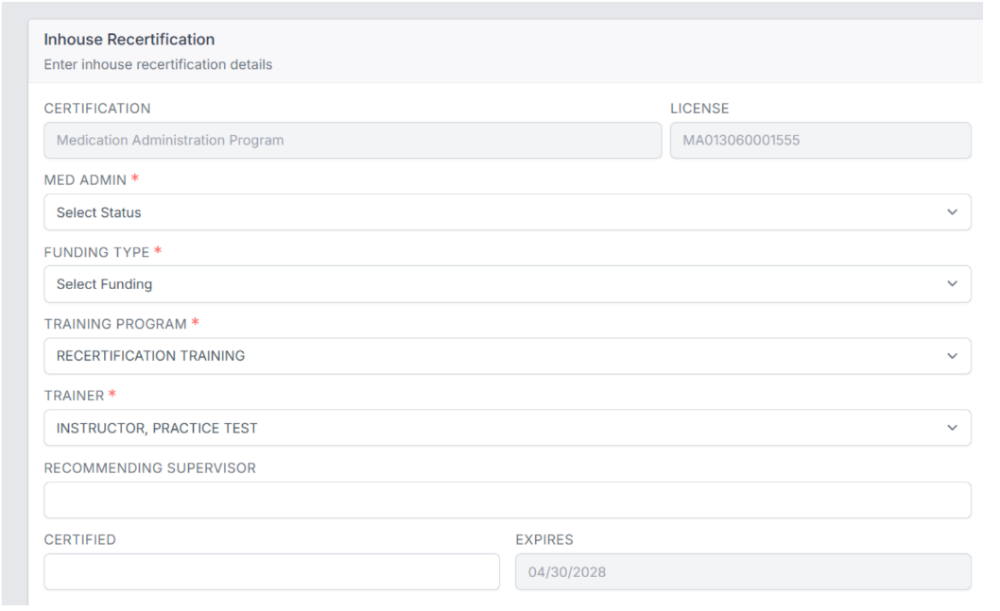 Inhouse Recertification
Enter inhouse recertification details
CERTIFICATION
LICENSE
Medication Administration Program
MA013060001555
MED ADMIN *
Select Status
FUNDING TYPE *
Select Funding
TRAINING PROGRAM *
RECERTIFICATION TRAINING
TRAINER *
INSTRUCTOR, PRACTICE TEST
RECOMMENDING SUPERVISOR
CERTIFIED
EXPIRES
04/30/2028